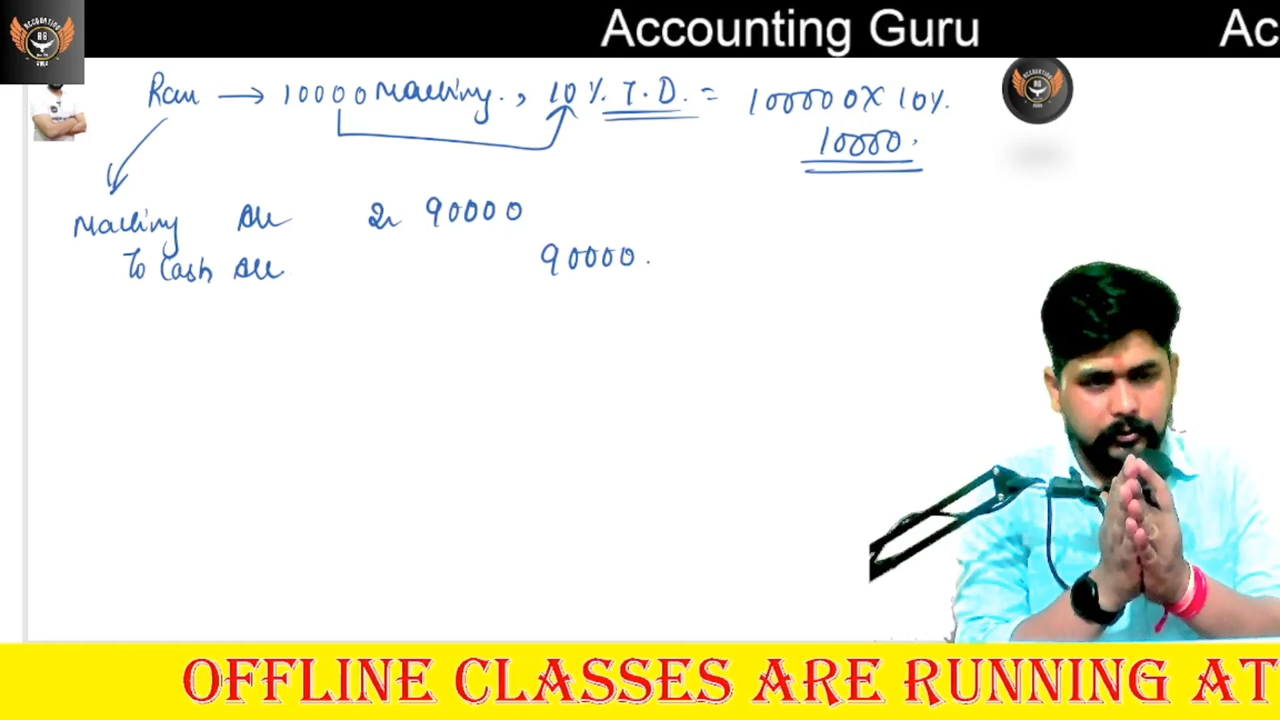 Accounting Guru
Ac
Ram → 10000 Machinery. , 10%. T.D. = 100000 X 10%.
10000.
Machinery A/c Dr 90000
To Cash A/c 90000.
OFFLINE CLASSES ARE RUNNING AT